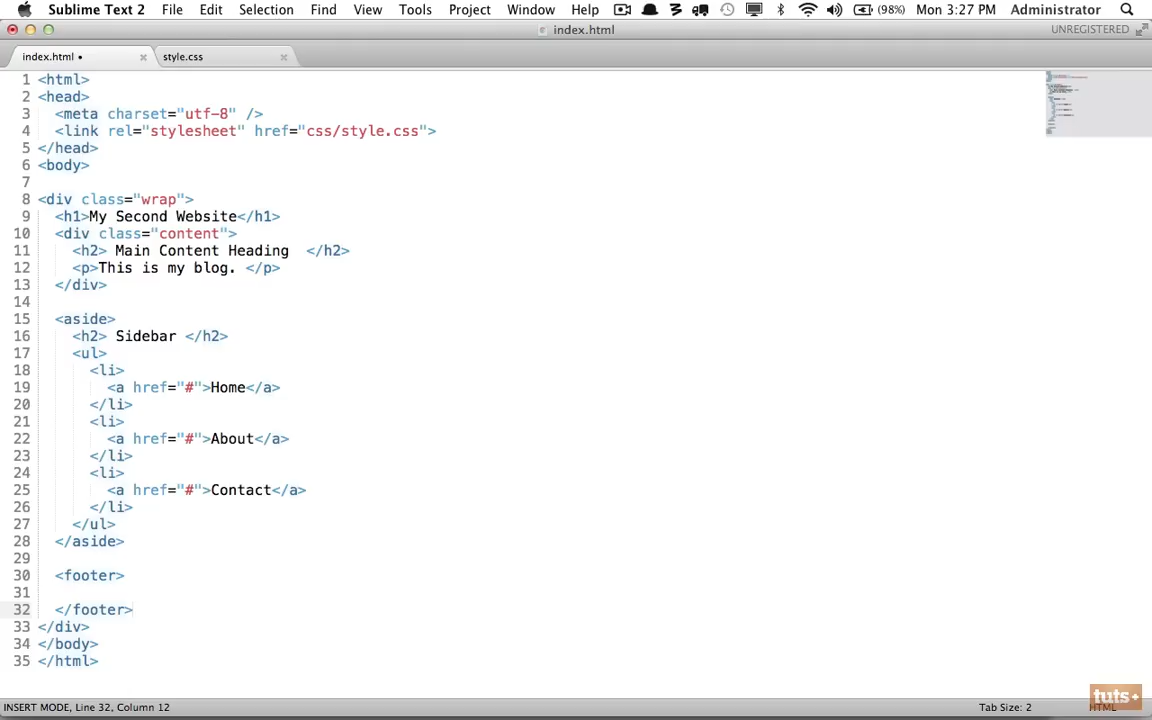 Sublime Text 2 File Edit Selection Find View Tools Project Window Help (98%) Mon 3:27 PM Administrator
index.html UNREGISTERED
index.html • style.css
1 <html>
2 <head>
3 <meta charset="utf-8" />
4 <link rel="stylesheet" href="css/style.css">
5 </head>
6 <body>
7
8 <div class="wrap">
9 <h1>My Second Website</h1>
10 <div class="content">
11 <h2> Main Content Heading  </h2>
12 <p>This is my blog. </p>
13 </div>
14
15 <aside>
16 <h2> Sidebar </h2>
17 <ul>
18 <li>
19 <a href="#">Home</a>
20 </li>
21 <li>
22 <a href="#">About</a>
23 </li>
24 <li>
25 <a href="#">Contact</a>
26 </li>
27 </ul>
28 </aside>
29
30 <footer>
31
32 </footer>
33 </div>
34 </body>
35 </html>
INSERT MODE, Line 32, Column 12 Tab Size: 2 HTML
tuts+